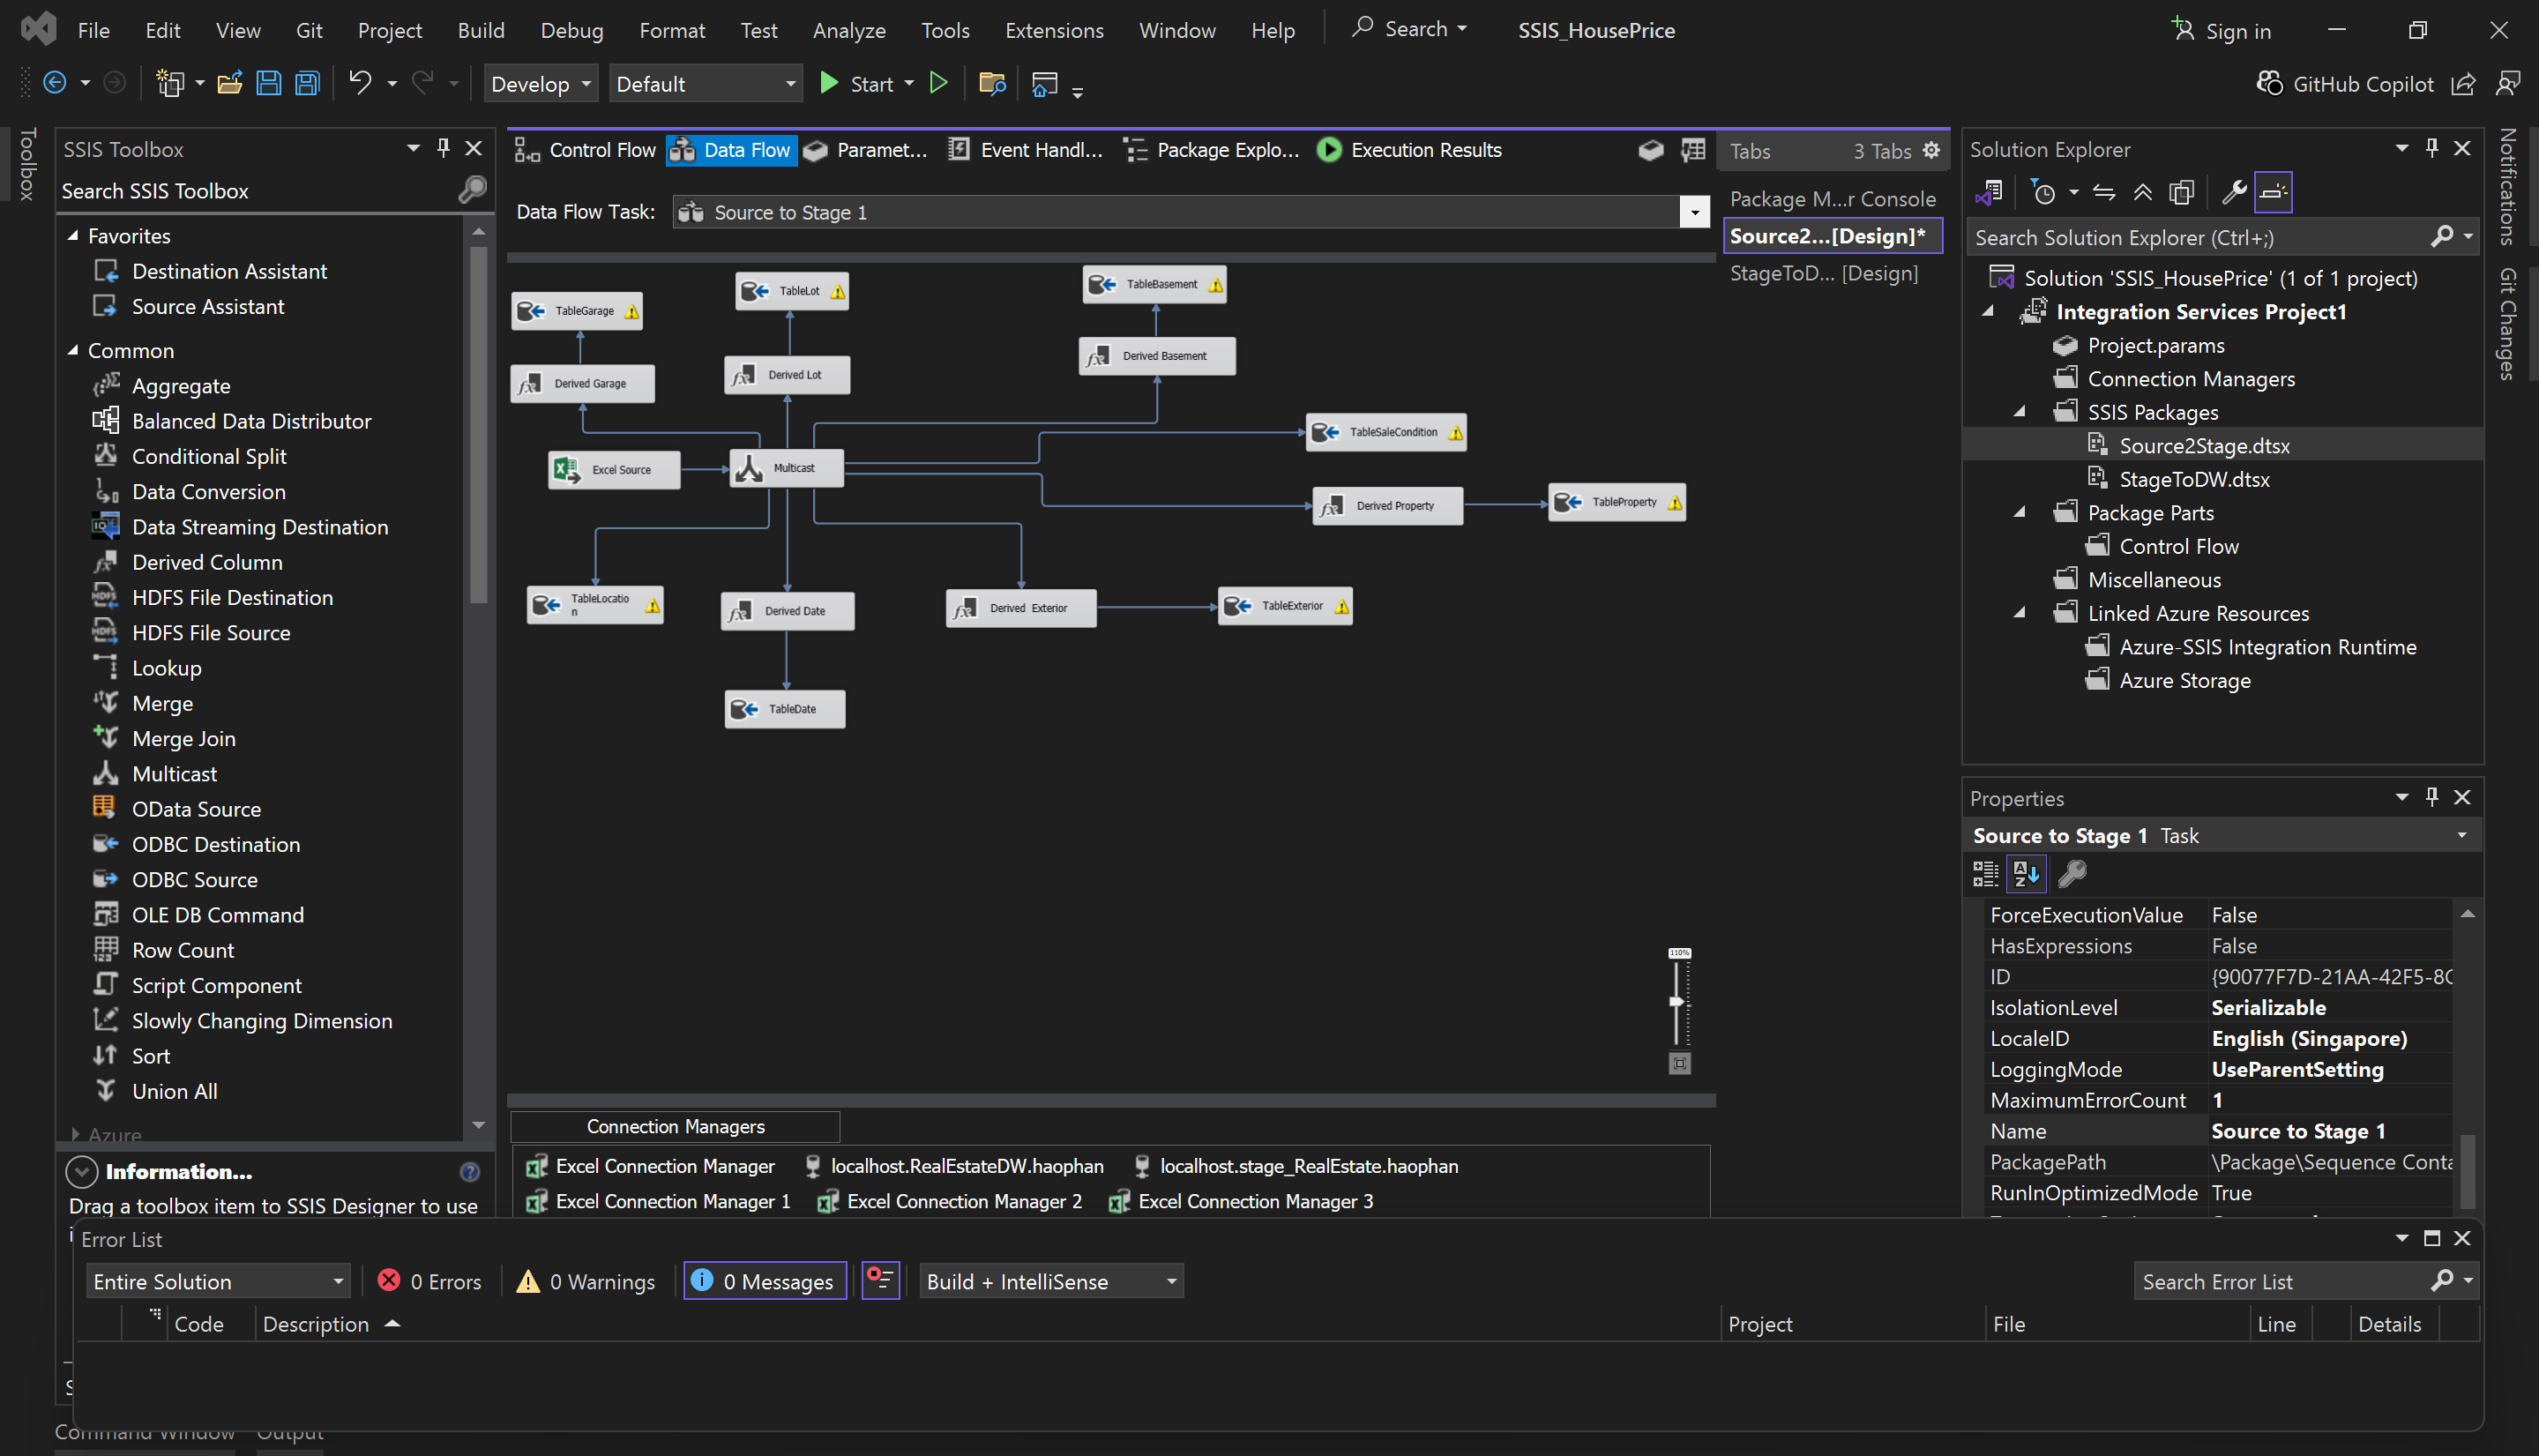 File Edit View Git Project Build Debug Format Test Analyze Tools Extensions Window Help Search SSIS_HousePrice Sign in
Develop Default Start GitHub Copilot
Toolbox
SSIS Toolbox
Search SSIS Toolbox
Favorites
Destination Assistant
Source Assistant
Common
Aggregate
Balanced Data Distributor
Conditional Split
Data Conversion
Data Streaming Destination
Derived Column
HDFS File Destination
HDFS File Source
Lookup
Merge
Merge Join
Multicast
OData Source
ODBC Destination
ODBC Source
OLE DB Command
Row Count
Script Component
Slowly Changing Dimension
Sort
Union All
Azure
Information...
Drag a toolbox item to SSIS Designer to use
Control Flow Data Flow Paramet... Event Handl... Package Explo... Execution Results
Data Flow Task: Source to Stage 1
TableGarage
TableLot
TableBasement
Derived Garage
Derived Lot
Derived Basement
TableSaleCondition
Excel Source
Multicast
Derived Property
TableProperty
TableLocatio
n
Derived Date
Derived Exterior
TableExterior
TableDate
110%
Connection Managers
Excel Connection Manager localhost.RealEstateDW.haophan localhost.stage_RealEstate.haophan
Excel Connection Manager 1 Excel Connection Manager 2 Excel Connection Manager 3
Tabs 3 Tabs
Package M...r Console
Source2...[Design]*
StageToD... [Design]
Solution Explorer
Search Solution Explorer (Ctrl+;)
Solution 'SSIS_HousePrice' (1 of 1 project)
Integration Services Project1
Project.params
Connection Managers
SSIS Packages
Source2Stage.dtsx
StageToDW.dtsx
Package Parts
Control Flow
Miscellaneous
Linked Azure Resources
Azure-SSIS Integration Runtime
Azure Storage
Notifications
Git Changes
Properties
Source to Stage 1 Task
ForceExecutionValue False
HasExpressions False
ID {90077F7D-21AA-42F5-8C
IsolationLevel Serializable
LocaleID English (Singapore)
LoggingMode UseParentSetting
MaximumErrorCount 1
Name Source to Stage 1
PackagePath \Package\Sequence Conta
RunInOptimizedMode True
Error List
Entire Solution 0 Errors 0 Warnings 0 Messages Build + IntelliSense Search Error List
Code Description Project File Line Details
Command Window Output